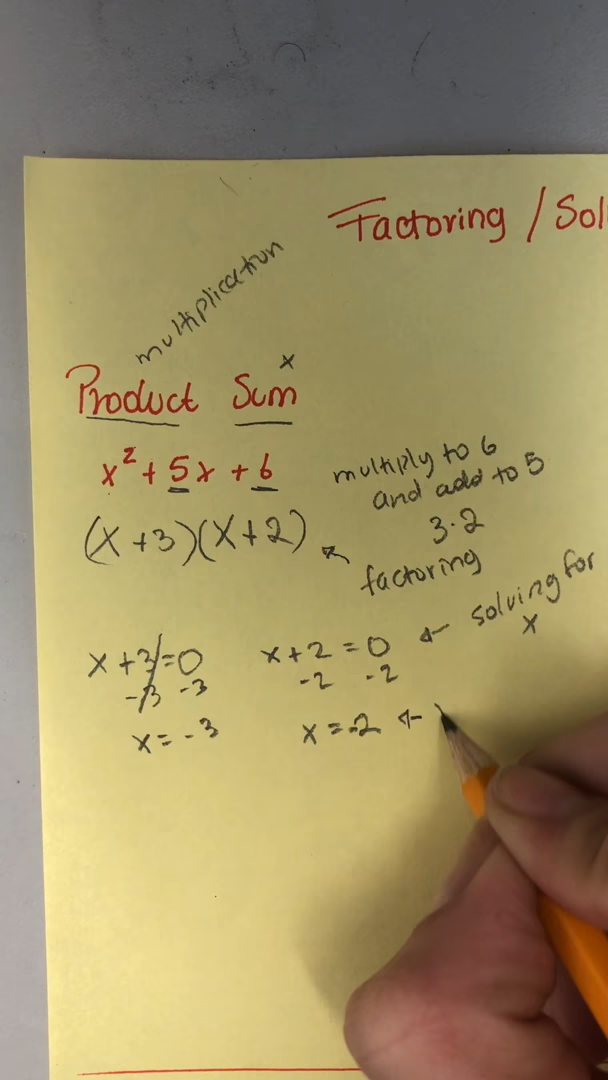 Factoring / Sol
multiplication
x
Product Sum
x² + 5x + 6
(x +3)(x+2)
multiply to 6
and add to 5
3·2
factoring
x +3 =0
-3 -3
x = -3
x+2 = 0
-2 -2
x = -2
solving for
x